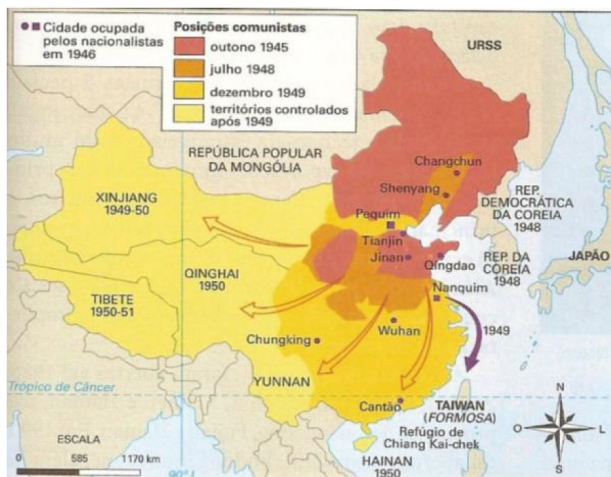 Cidade ocupada
pelos nacionalistas
em 1946
Posições comunistas
outono 1945
julho 1948
dezembro 1949
territórios controlados
após 1949
URSS
REPÚBLICA POPULAR
DA MONGÓLIA
Changchun
Shenyang
XINJIANG
1949-50
Pequim
REP.
DEMOCRÁTICA
DA COREIA
1948
Tianjin
Jinan
Qingdao
REP. DA
COREIA
1948
JAPÃO
QINGHAI
1950
TIBETE
1950-51
Nanquim
Chungking
Wuhan
1949
YUNNAN
Trópico de Câncer
Cantão
TAIWAN
(FORMOSA)
Refúgio de
Chiang Kai-chek
HAINAN
1950
ESCALA
0 585 1170 km
90° L
N
O
L
S